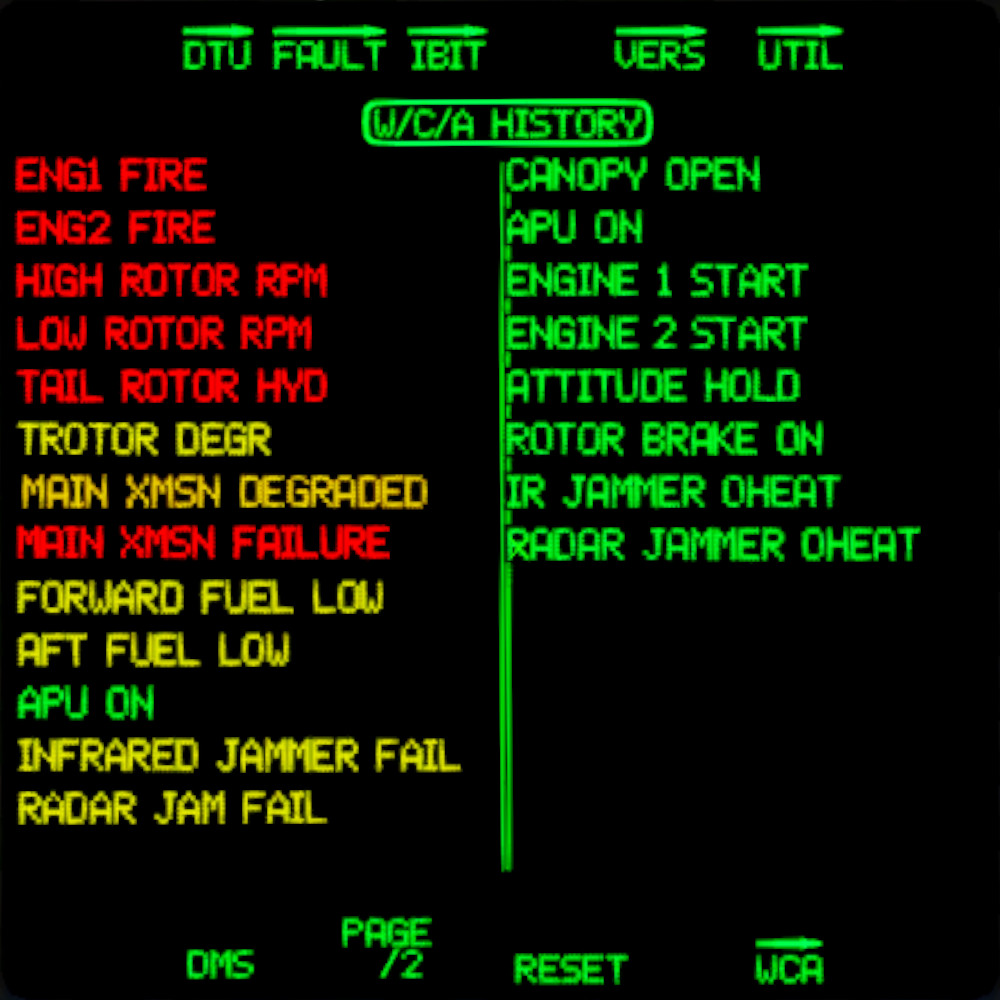 DTU FAULT IBIT VERS UTIL
W/C/A HISTORY
ENG1 FIRE
ENG2 FIRE
HIGH ROTOR RPM
LOW ROTOR RPM
TAIL ROTOR HYD
TROTOR DEGR
MAIN XMSN DEGRADED
MAIN XMSN FAILURE
FORWARD FUEL LOW
AFT FUEL LOW
APU ON
INFRARED JAMMER FAIL
RADAR JAM FAIL
CANOPY OPEN
APU ON
ENGINE 1 START
ENGINE 2 START
ATTITUDE HOLD
ROTOR BRAKE ON
IR JAMMER OHEAT
RADAR JAMMER OHEAT
PAGE
DMS /2 RESET WCA